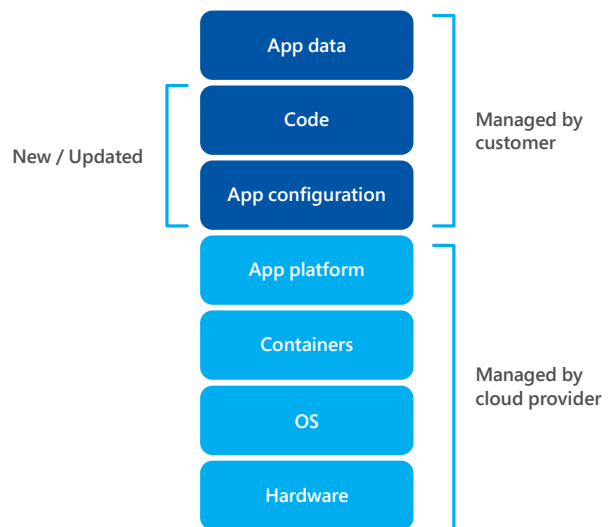 App data
Code
New / Updated
App configuration
Managed by
customer
App platform
Containers
OS
Hardware
Managed by
cloud provider